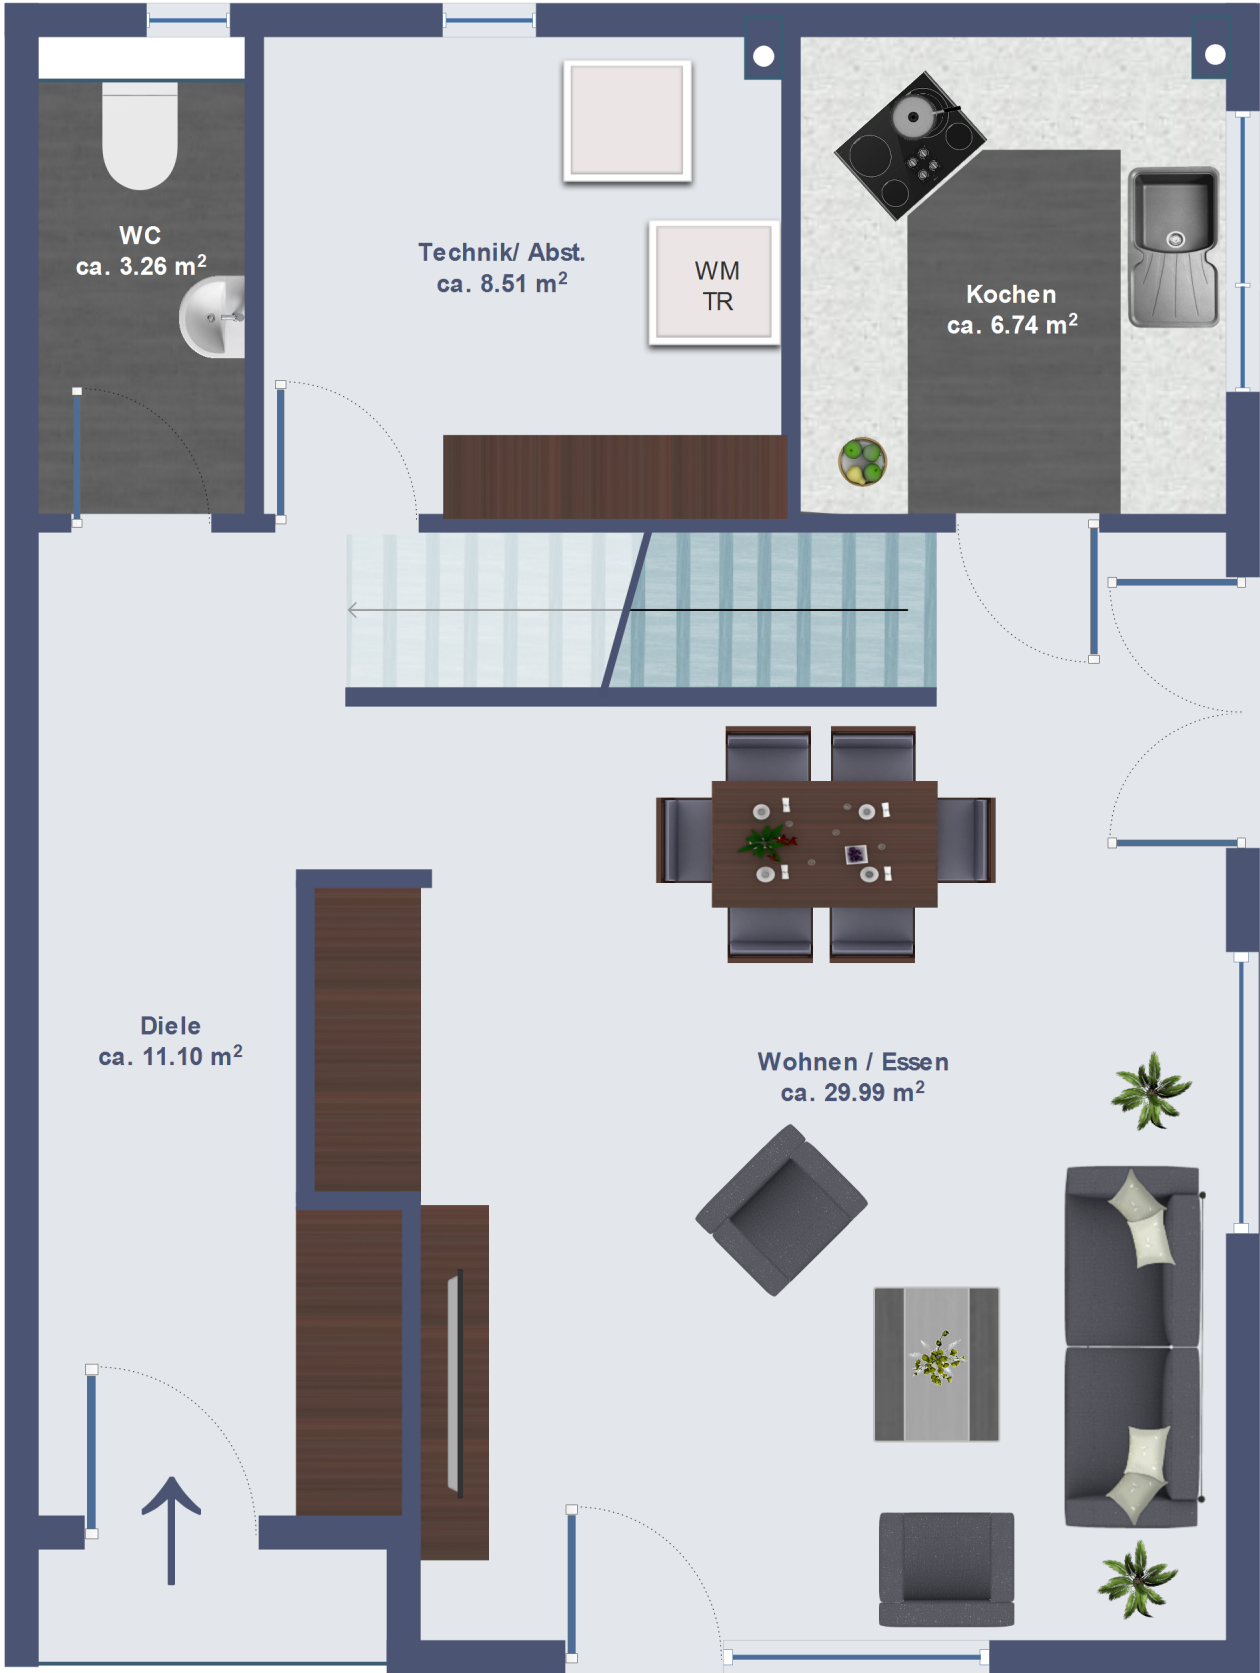 WC
ca. 3.26 m²
Technik/ Abst.
ca. 8.51 m²
WM
TR
Kochen
ca. 6.74 m²
Diele
ca. 11.10 m²
Wohnen / Essen
ca. 29.99 m²